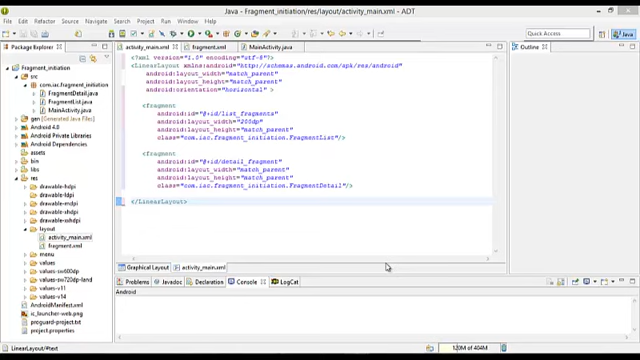 Java - Fragment_initiation/res/layout/activity_main.xml - ADT
File Edit Refactor Source Navigate Search Project Run Window Help
Quick Access
Java
Package Explorer
activity_main.xml
fragment.xml
MainActivity.java
Outline
Fragment_initiation
src
com.iac.fragment_initiation
FragmentDetail.java
FragmentList.java
MainActivity.java
gen [Generated Java Files]
Android 4.0
Android Private Libraries
Android Dependencies
assets
bin
libs
res
drawable-hdpi
drawable-ldpi
drawable-mdpi
drawable-xhdpi
drawable-xxhdpi
layout
activity_main.xml
fragment.xml
menu
values
values-sw600dp
values-sw720dp-land
values-v11
values-v14
AndroidManifest.xml
ic_launcher-web.png
proguard-project.txt
project.properties
<?xml version="1.0" encoding="utf-8"?>
<LinearLayout xmlns:android="http://schemas.android.com/apk/res/android"
android:layout_width="match_parent"
android:layout_height="match_parent"
android:orientation="horizontal" >
<fragment
android:id="@+id/list_fragments"
android:layout_width="200dp"
android:layout_height="match_parent"
class="com.iac.fragment_initiation.FragmentList"/>
<fragment
android:id="@+id/detail_fragment"
android:layout_width="match_parent"
android:layout_height="match_parent"
class="com.iac.fragment_initiation.FragmentDetail"/>
</LinearLayout>
Graphical Layout
activity_main.xml
Problems
Javadoc
Declaration
Console
LogCat
Android
LinearLayout/#text
120M of 404M